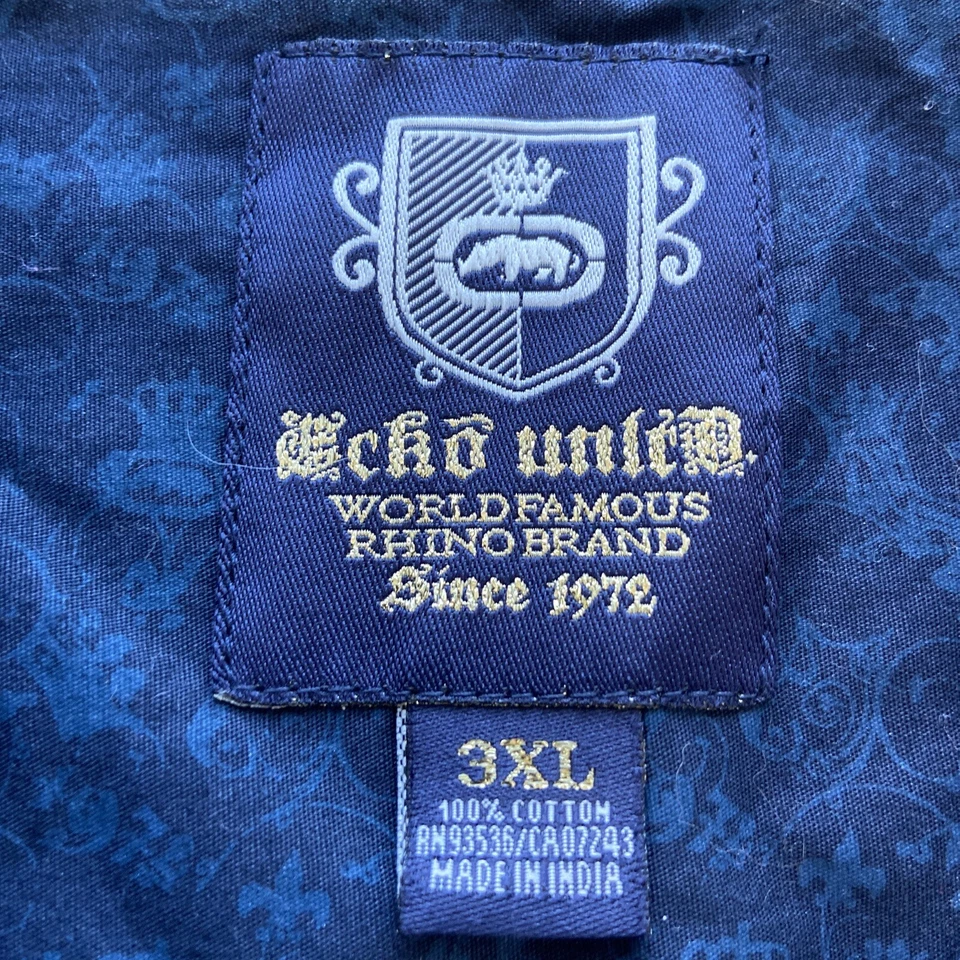 Eckō unltD.
WORLD FAMOUS
RHINO BRAND
Since 1972
3XL
100% COTTON
RN93536/CA07243
MADE IN INDIA